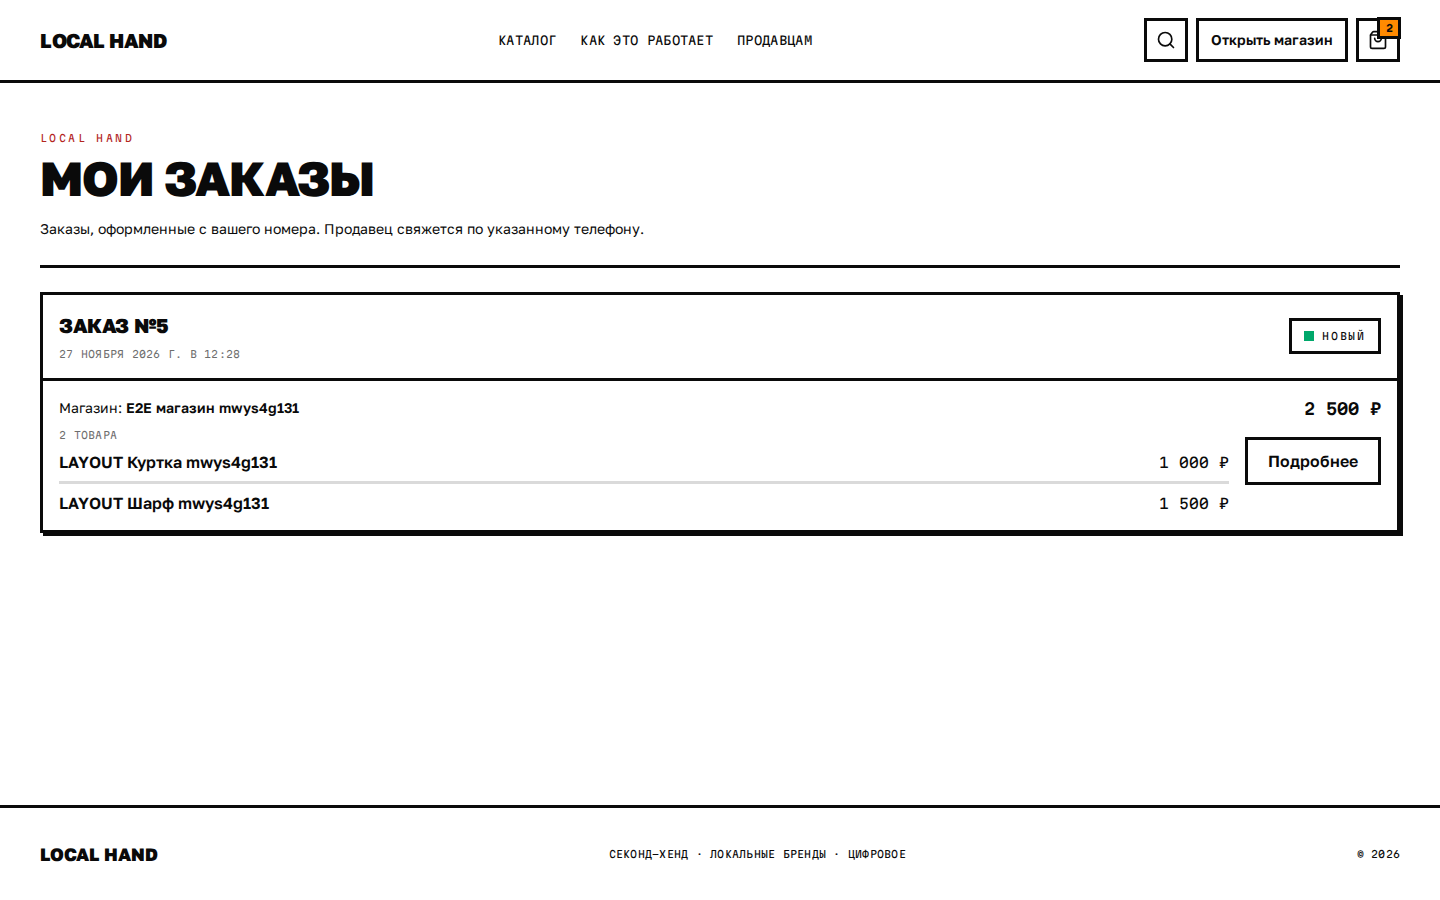 LOCAL HAND
КАТАЛОГ КАК ЭТО РАБОТАЕТ ПРОДАВЦАМ
Открыть магазин
2
LOCAL HAND
МОИ ЗАКАЗЫ
Заказы, оформленные с вашего номера. Продавец свяжется по указанному телефону.
ЗАКАЗ №5
27 НОЯБРЯ 2026 Г. В 12:28
НОВЫЙ
Магазин: E2E магазин mwys4g131
2 500 ₽
2 ТОВАРА
LAYOUT Куртка mwys4g131 1 000 ₽
Подробнее
LAYOUT Шарф mwys4g131 1 500 ₽
LOCAL HAND
СЕКОНД-ХЕНД · ЛОКАЛЬНЫЕ БРЕНДЫ · ЦИФРОВОЕ
© 2026